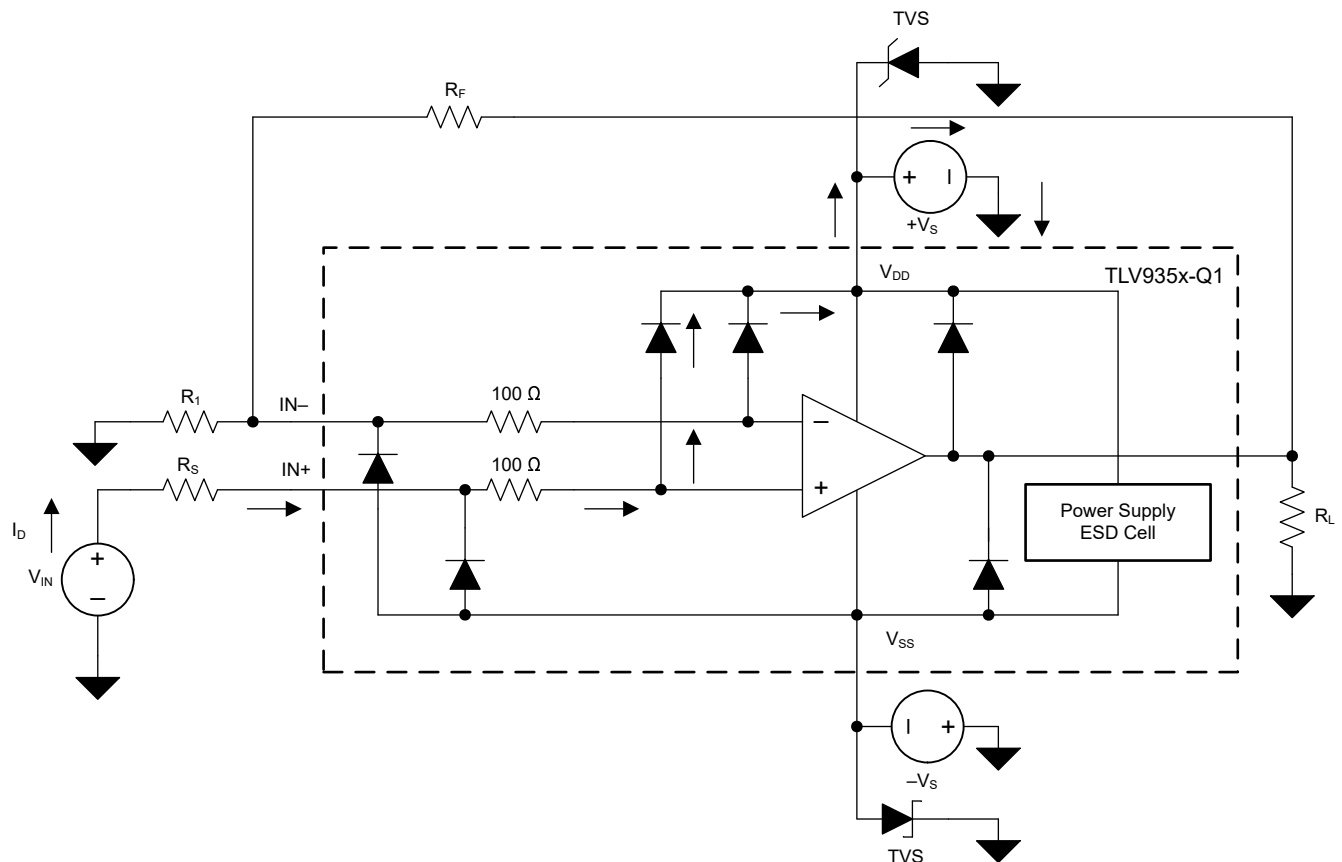 TVS
R_F
+ –
+V_S
V_DD
TLV935x-Q1
R_1
IN–
100 Ω
–
R_S
IN+
100 Ω
+
I_D
V_IN
+
–
Power Supply
ESD Cell
R_L
V_SS
– +
–V_S
TVS